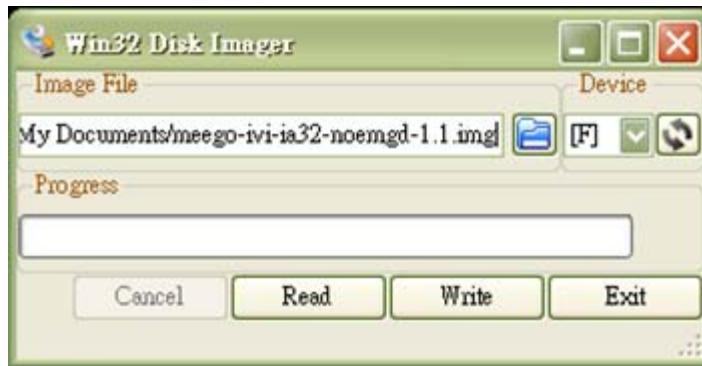 Win32 Disk Imager
Image File
Device
My Documents/meego-ivi-ia32-noemgd-1.1.img
[F]
Progress
Cancel
Read
Write
Exit